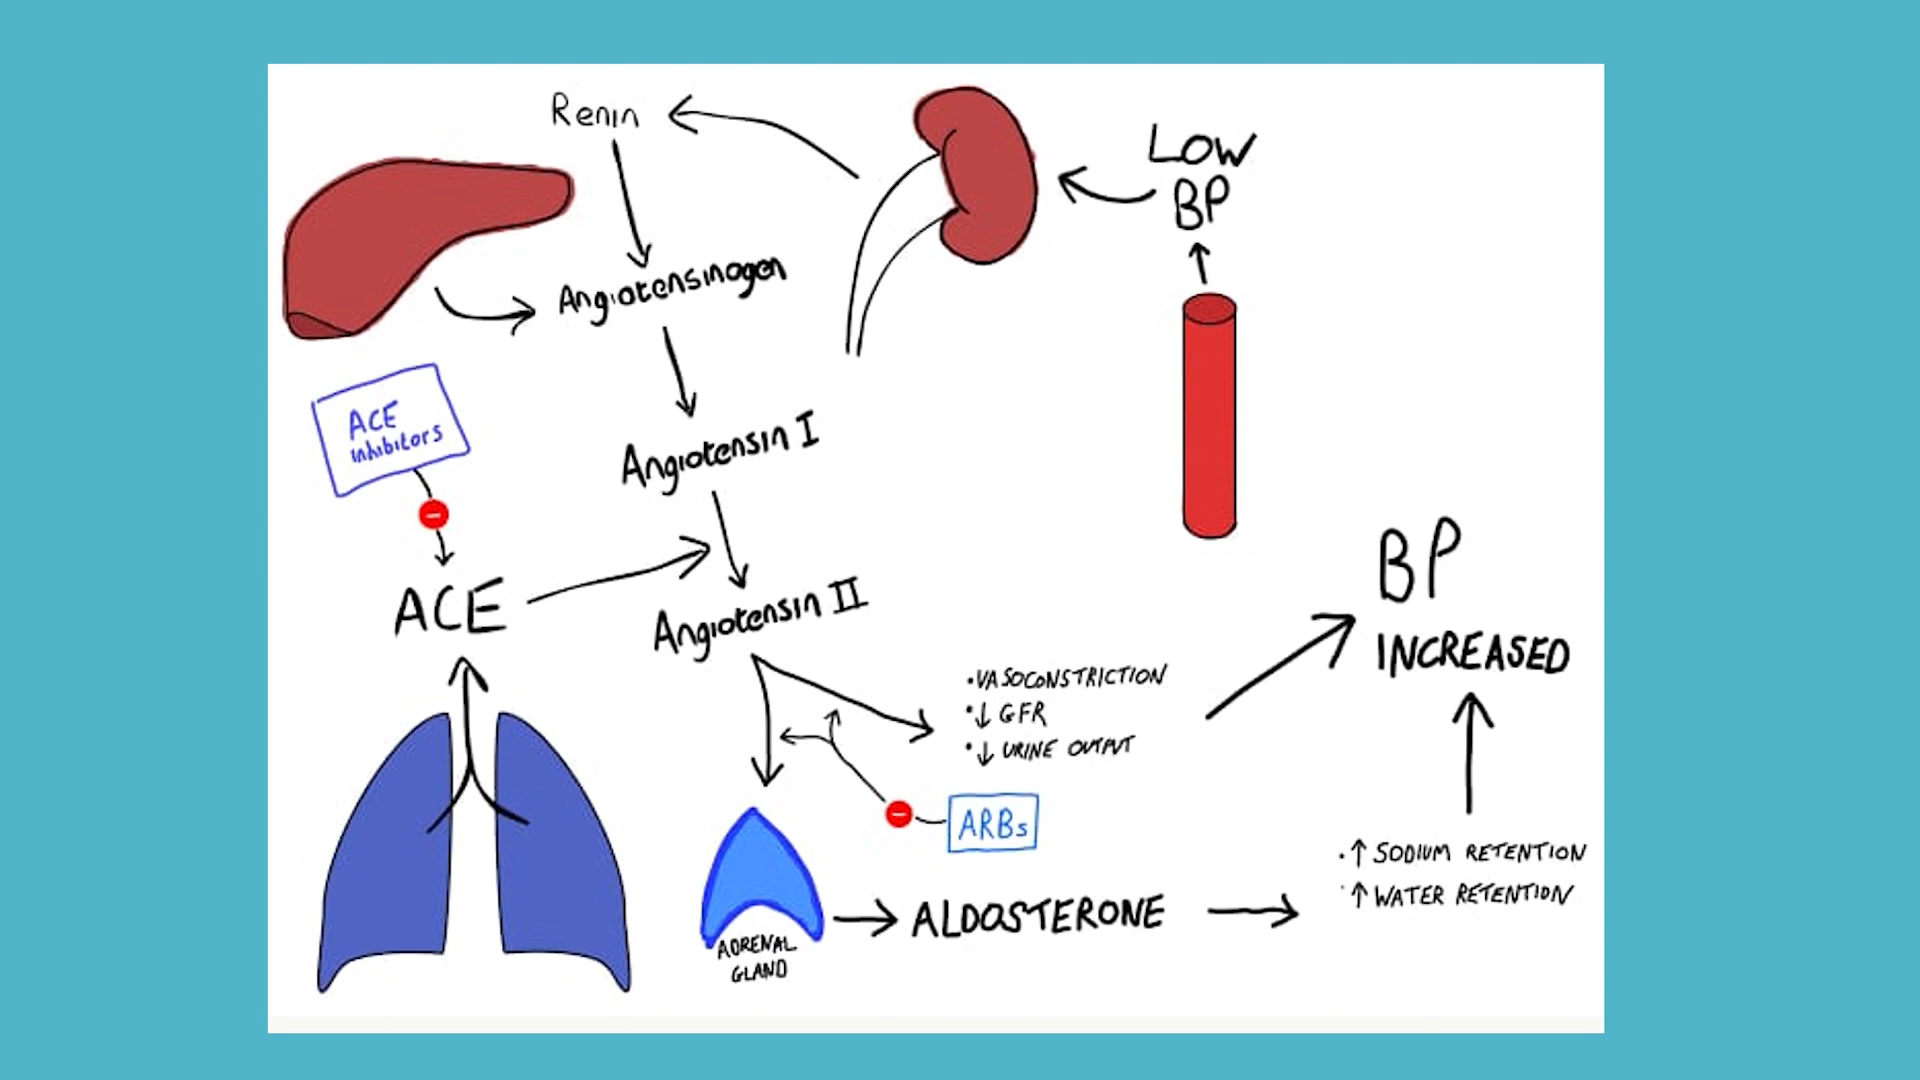 Renin
LOW
BP
Angiotensinogen
ACE
inhibitors
Angiotensin I
ACE
Angiotensin II
BP
INCREASED
•VASOCONSTRICTION
•↓ GFR
•↓ URINE OUTPUT
ARBs
•↑ SODIUM RETENTION
•↑ WATER RETENTION
ALDOSTERONE
ADRENAL
GLAND